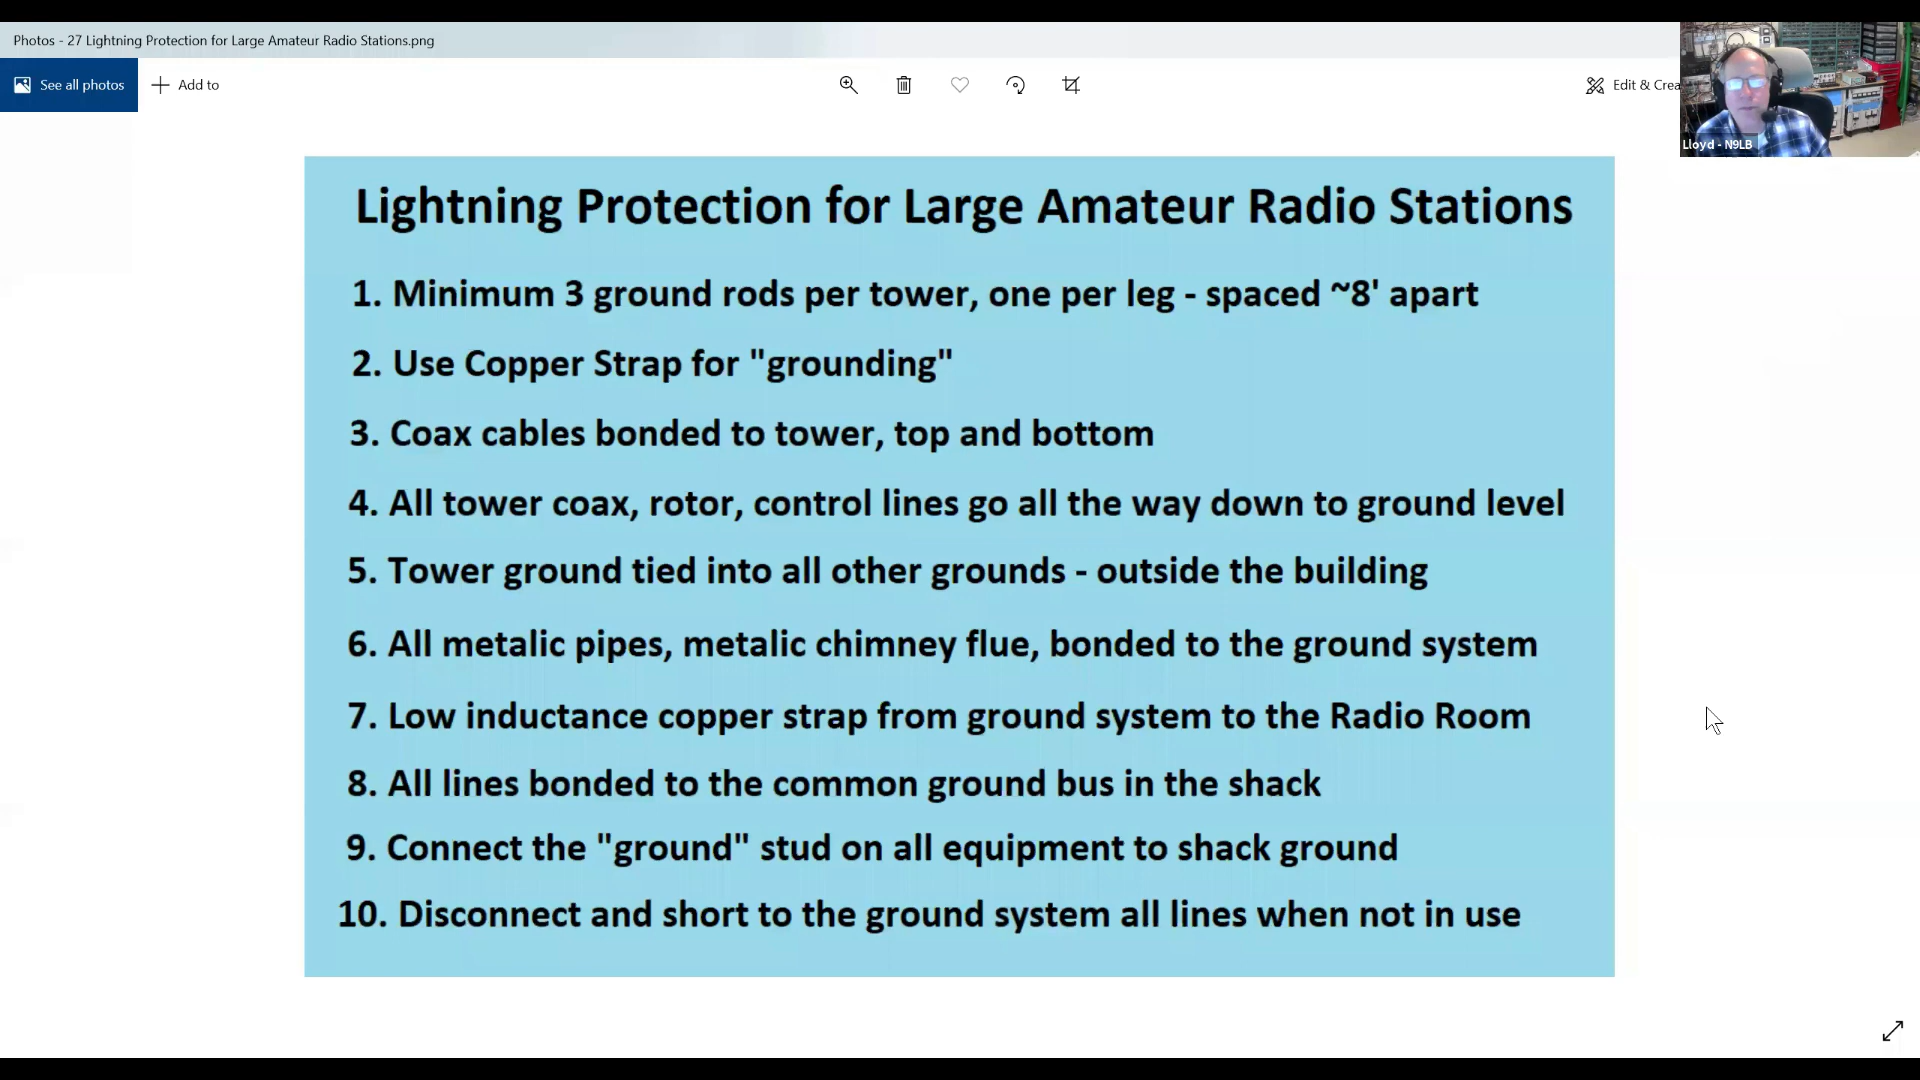 Photos - 27 Lightning Protection for Large Amateur Radio Stations.png
See all photos
Add to
Edit & Crea
Lloyd - N9LB
Lightning Protection for Large Amateur Radio Stations
1. Minimum 3 ground rods per tower, one per leg - spaced ~8' apart
2. Use Copper Strap for "grounding"
3. Coax cables bonded to tower, top and bottom
4. All tower coax, rotor, control lines go all the way down to ground level
5. Tower ground tied into all other grounds - outside the building
6. All metalic pipes, metalic chimney flue, bonded to the ground system
7. Low inductance copper strap from ground system to the Radio Room
8. All lines bonded to the common ground bus in the shack
9. Connect the "ground" stud on all equipment to shack ground
10. Disconnect and short to the ground system all lines when not in use